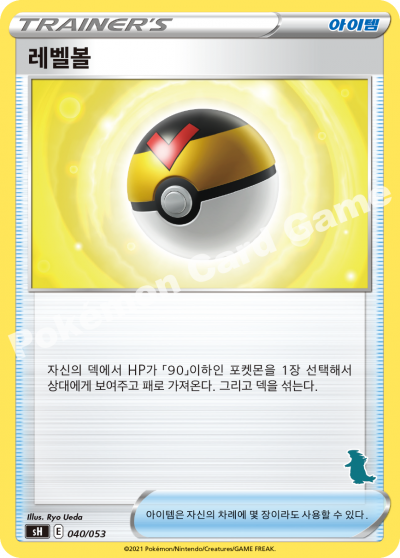 TRAINER'S 아이템
레벨볼
Pokémon Card Game
자신의 덱에서 HP가 「90」이하인 포켓몬을 1장 선택해서
상대에게 보여주고 패로 가져온다. 그리고 덱을 섞는다.
Illus. Ryo Ueda
sH E 040/053
아이템은 자신의 차례에 몇 장이라도 사용할 수 있다.
©2021 Pokémon/Nintendo/Creatures/GAME FREAK.